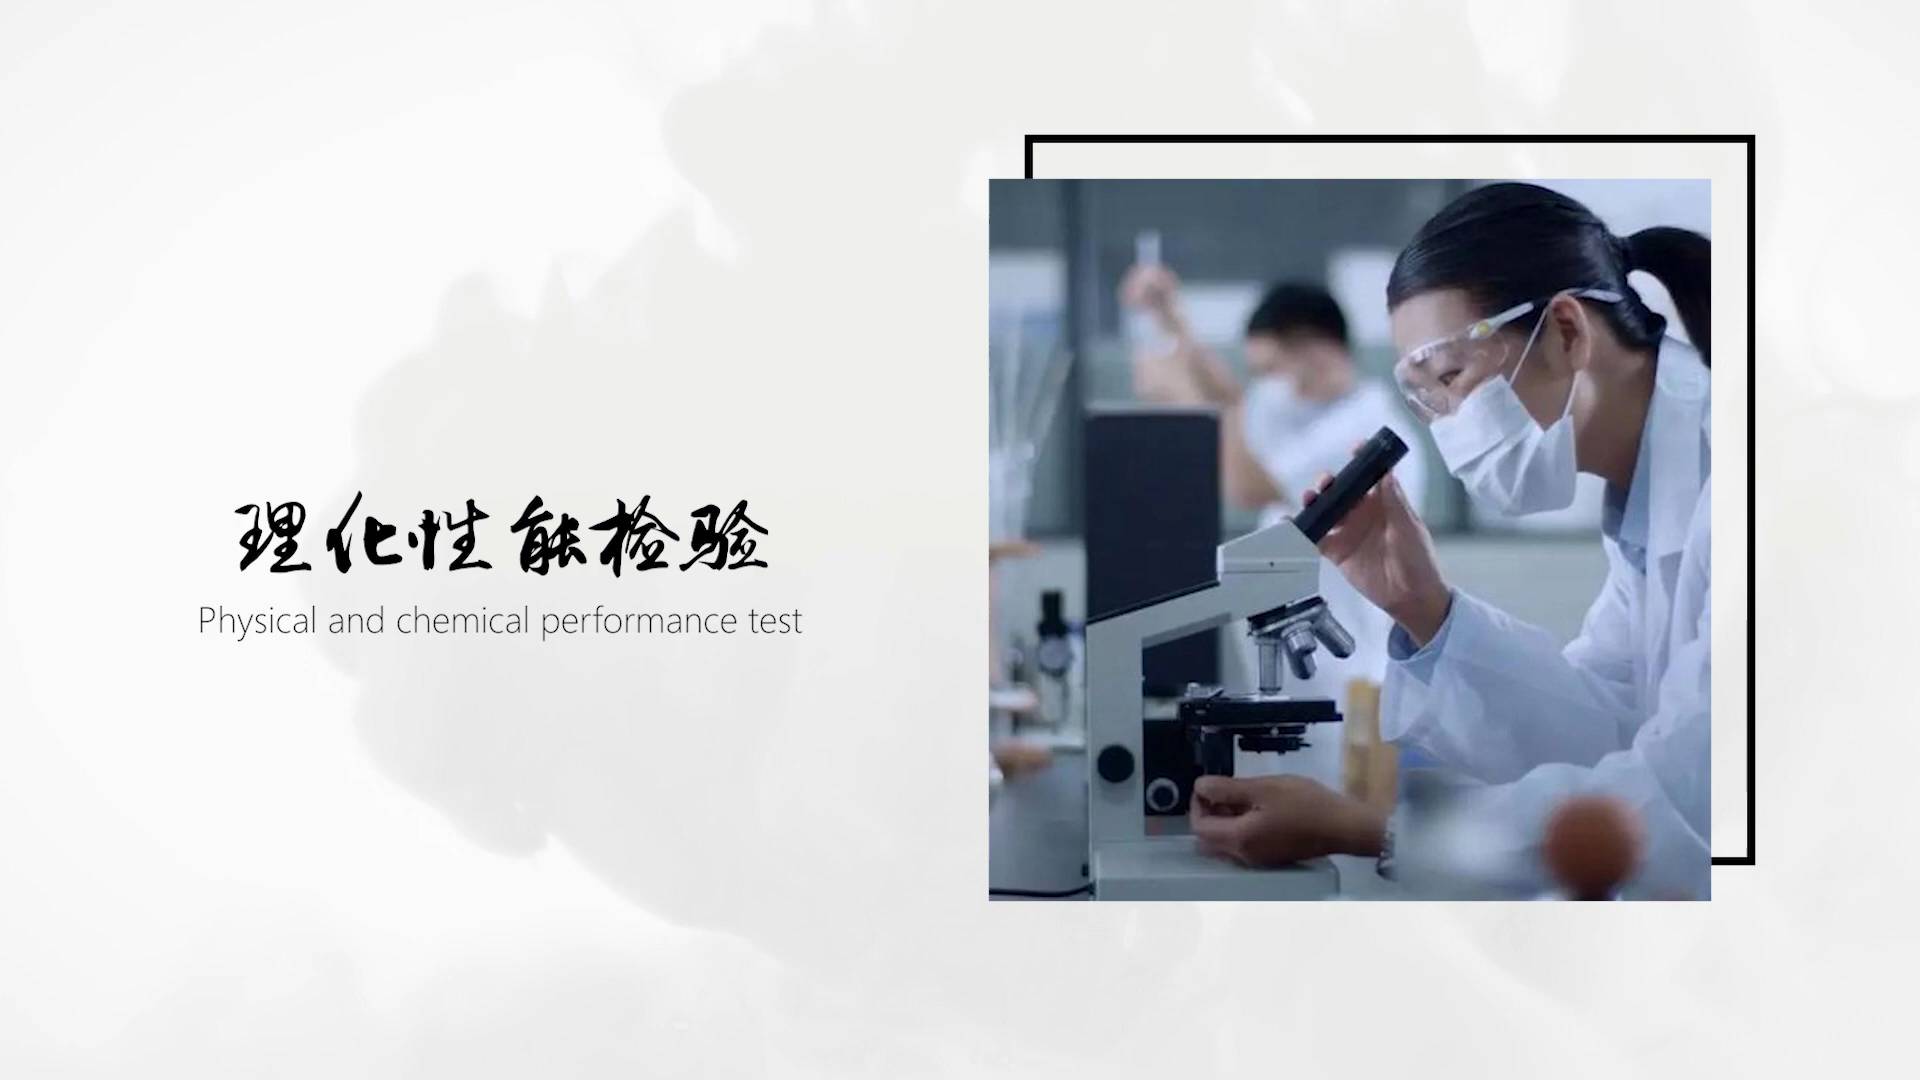 理化性能检验
Physical and chemical performance test